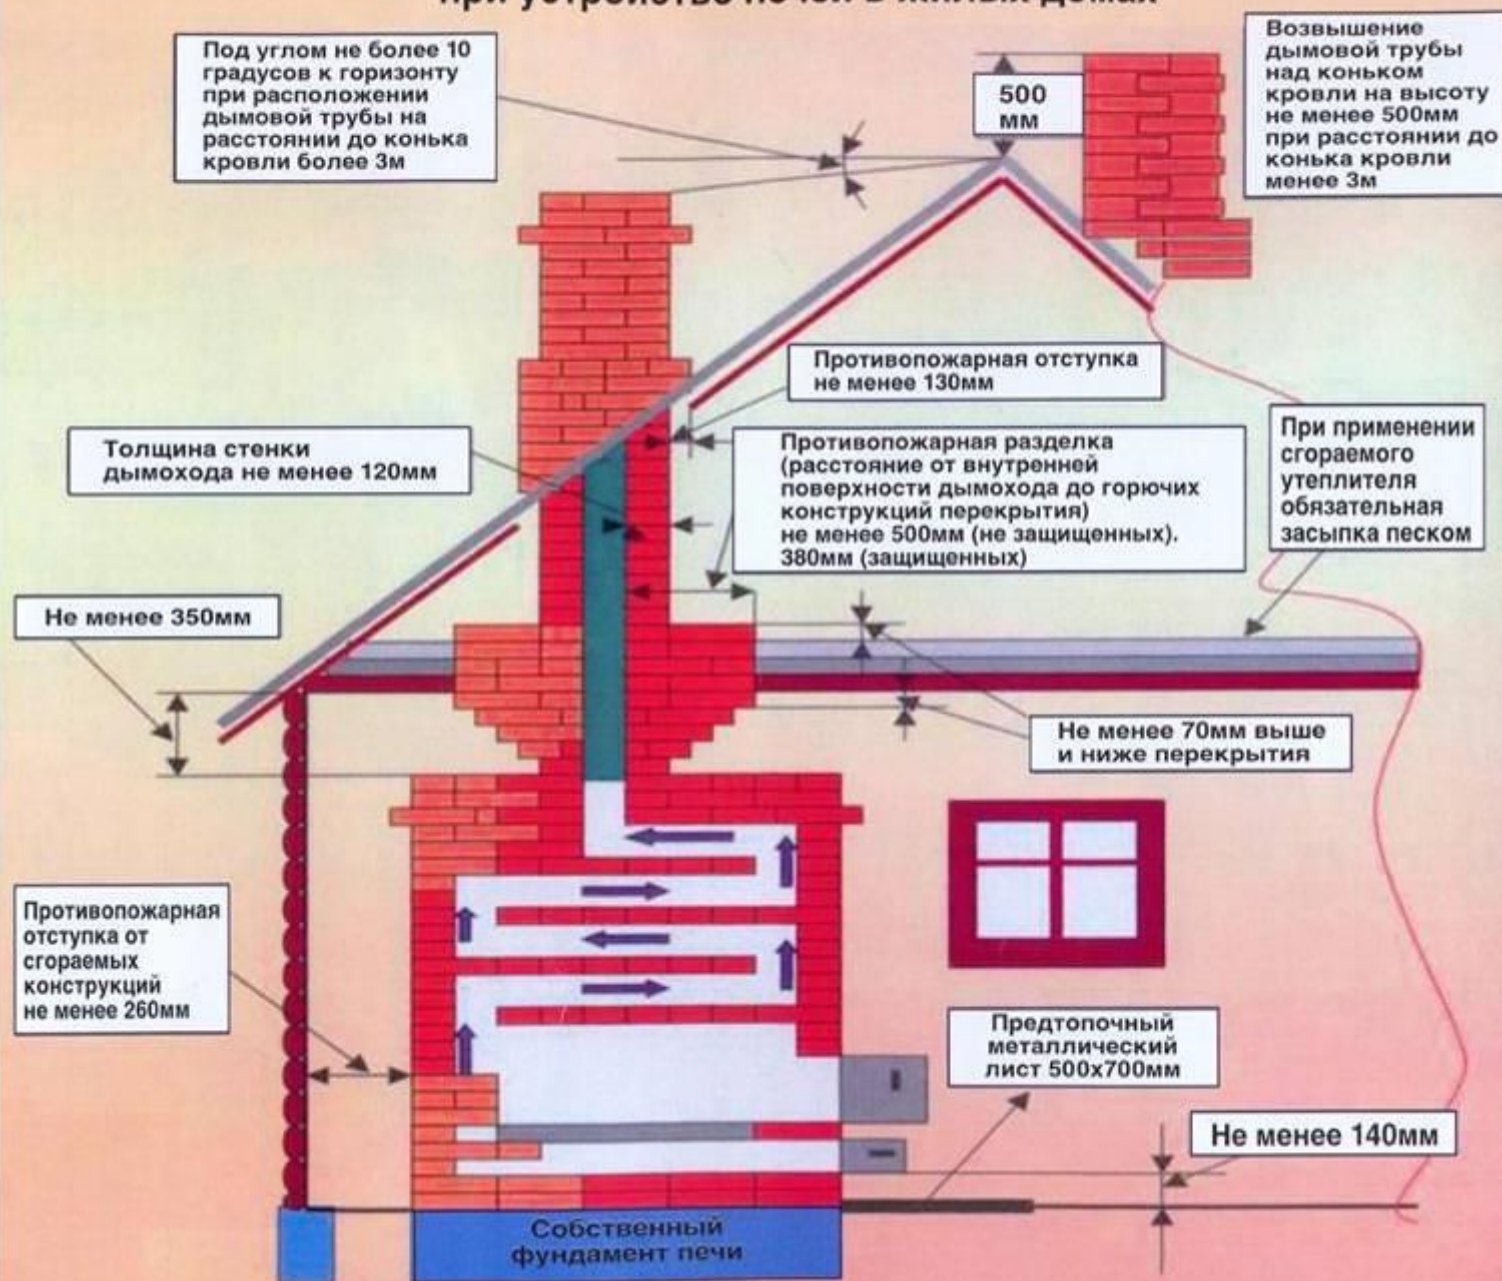 при устройстве печей в жилых домах
Под углом не более 10
градусов к горизонту
при расположении
дымовой трубы на
расстоянии до конька
кровли более 3м
500
мм
Возвышение
дымовой трубы
над коньком
кровли на высоту
не менее 500мм
при расстоянии до
конька кровли
менее 3м
Противопожарная отступка
не менее 130мм
Толщина стенки
дымохода не менее 120мм
Противопожарная разделка
(расстояние от внутренней
поверхности дымохода до горючих
конструкций перекрытия)
не менее 500мм (не защищенных).
380мм (защищенных)
При применении
сгораемого
утеплителя
обязательная
засыпка песком
Не менее 350мм
Не менее 70мм выше
и ниже перекрытия
Противопожарная
отступка от
сгораемых
конструкций
не менее 260мм
Предтопочный
металлический
лист 500х700мм
Не менее 140мм
Собственный
фундамент печи